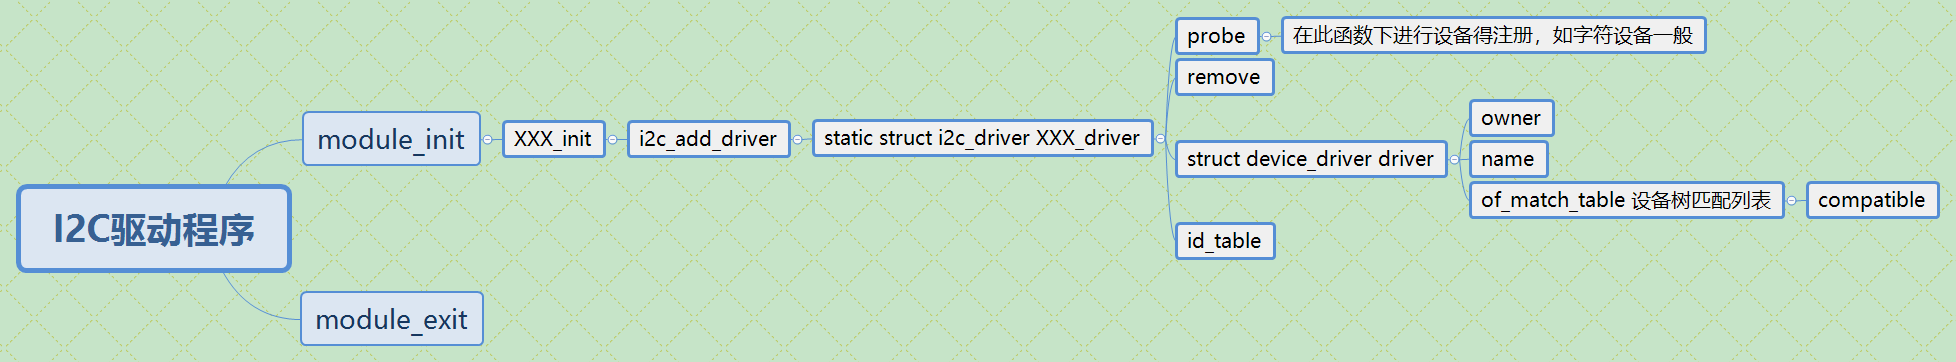 I2C驱动程序
module_init
XXX_init
i2c_add_driver
static struct i2c_driver XXX_driver
probe
在此函数下进行设备得注册，如字符设备一般
remove
struct device_driver driver
owner
name
of_match_table 设备树匹配列表
compatible
id_table
module_exit